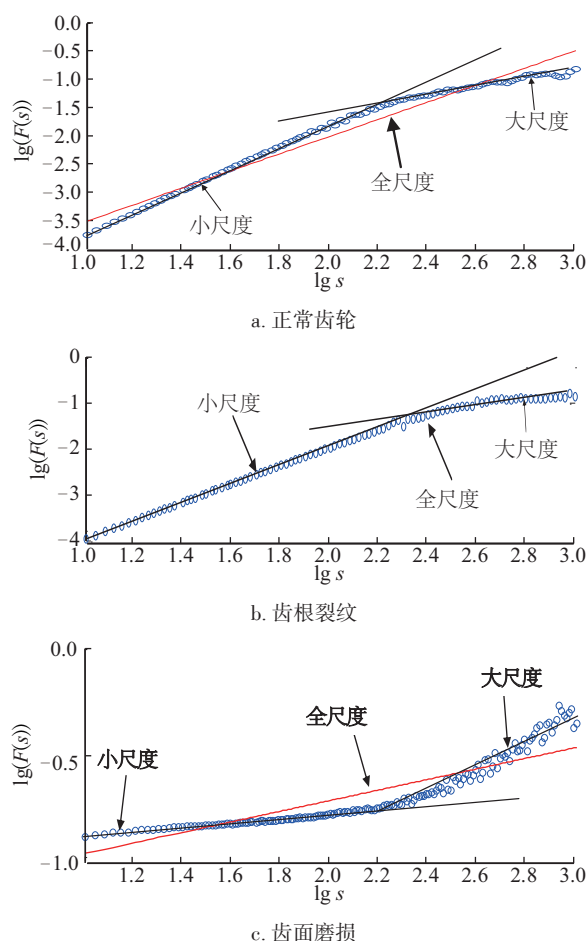 0.0
−0.5
−1.0
−1.5
−2.0
−2.5
−3.0
−3.5
−4.0
lg(F(s))
大尺度
全尺度
小尺度
1.0 1.2 1.4 1.6 1.8 2.0 2.2 2.4 2.6 2.8 3.0
lg s
a. 正常齿轮
0
−1
−2
−3
−4
lg(F(s))
小尺度
大尺度
全尺度
1.0 1.2 1.4 1.6 1.8 2.0 2.2 2.4 2.6 2.8 3.0
lg s
b. 齿根裂纹
0.0
−0.5
−1.0
lg(F(s))
大尺度
全尺度
小尺度
1.2 1.4 1.6 1.8 2.0 2.2 2.4 2.6 2.8 3.0
lg s
c. 齿面磨损